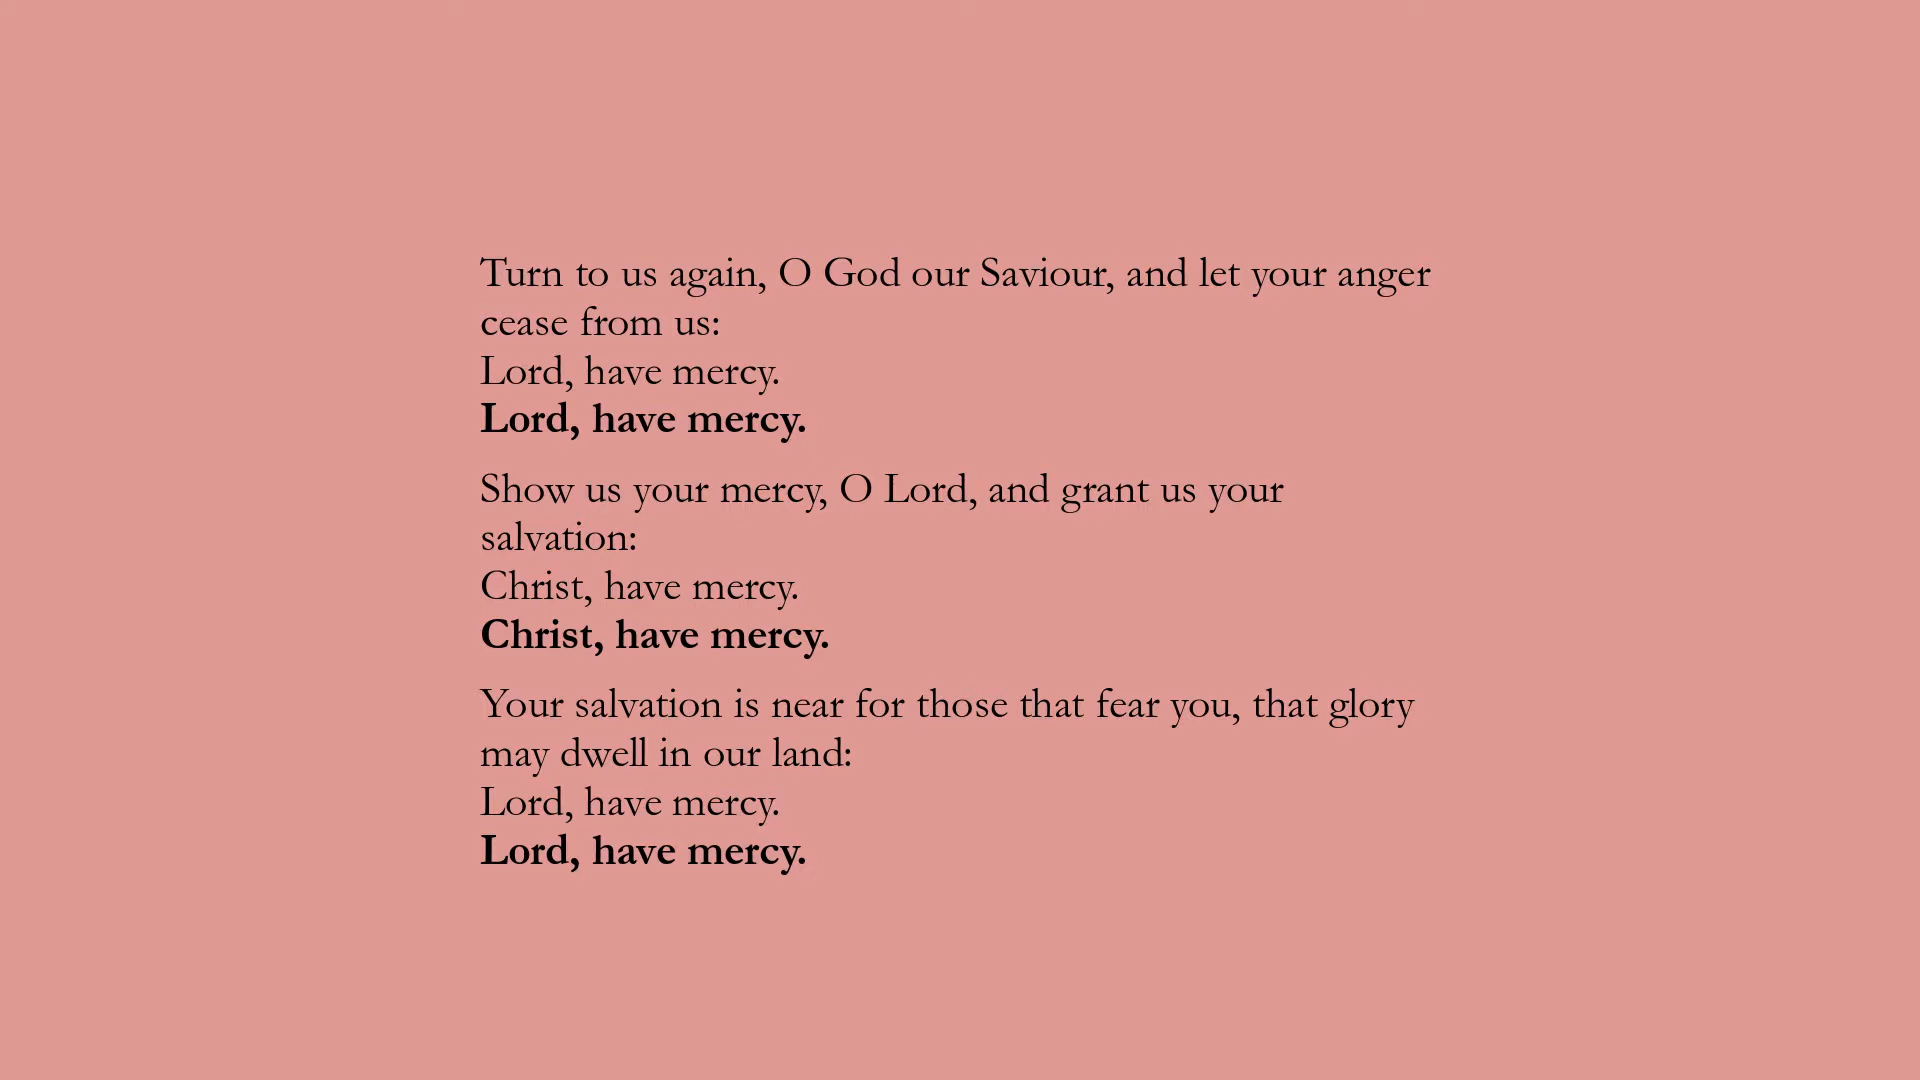 Turn to us again, O God our Saviour, and let your anger
cease from us:
Lord, have mercy.
Lord, have mercy.
Show us your mercy, O Lord, and grant us your
salvation:
Christ, have mercy.
Christ, have mercy.
Your salvation is near for those that fear you, that glory
may dwell in our land:
Lord, have mercy.
Lord, have mercy.